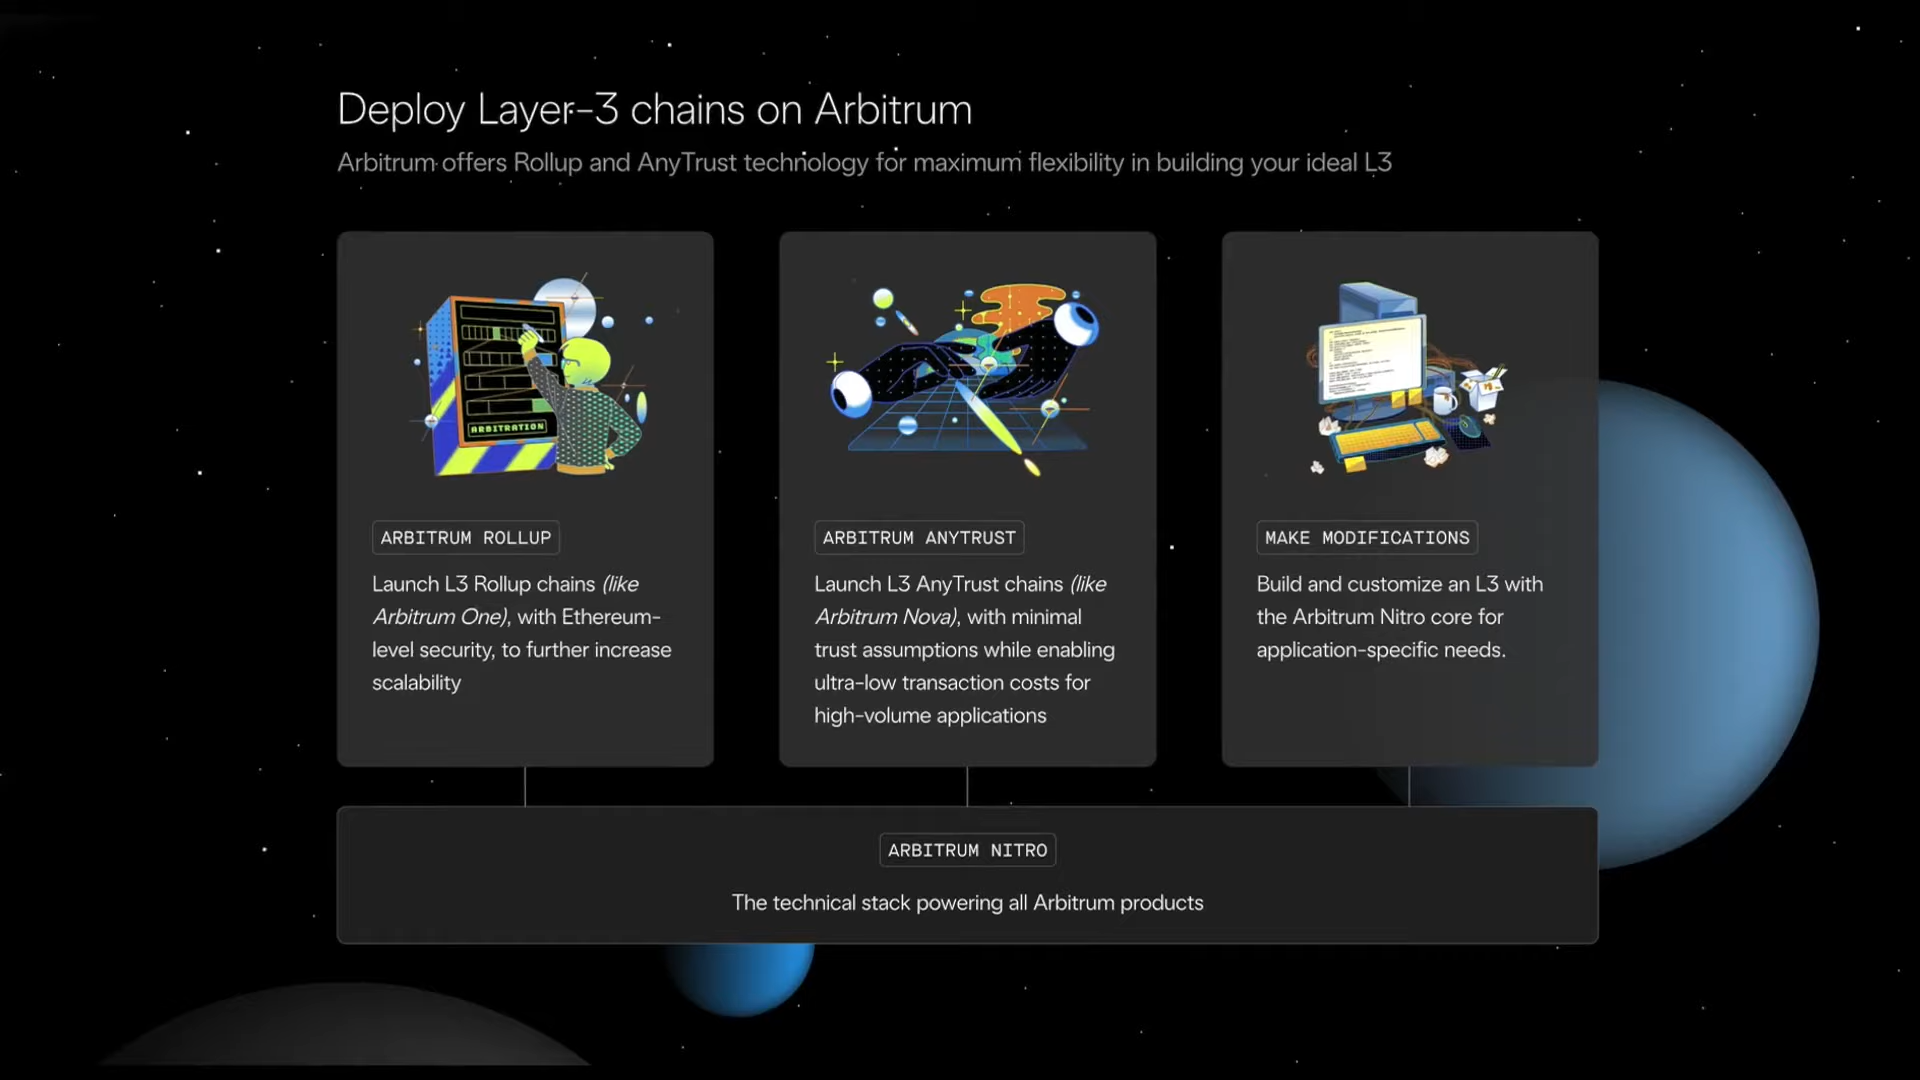 Deploy Layer-3 chains on Arbitrum
Arbitrum offers Rollup and AnyTrust technology for maximum flexibility in building your ideal L3
ARBITRATION
ARBITRUM ROLLUP
Launch L3 Rollup chains (like
Arbitrum One), with Ethereum-
level security, to further increase
scalability
ARBITRUM ANYTRUST
Launch L3 AnyTrust chains (like
Arbitrum Nova), with minimal
trust assumptions while enabling
ultra-low transaction costs for
high-volume applications
MAKE MODIFICATIONS
Build and customize an L3 with
the Arbitrum Nitro core for
application-specific needs.
ARBITRUM NITRO
The technical stack powering all Arbitrum products